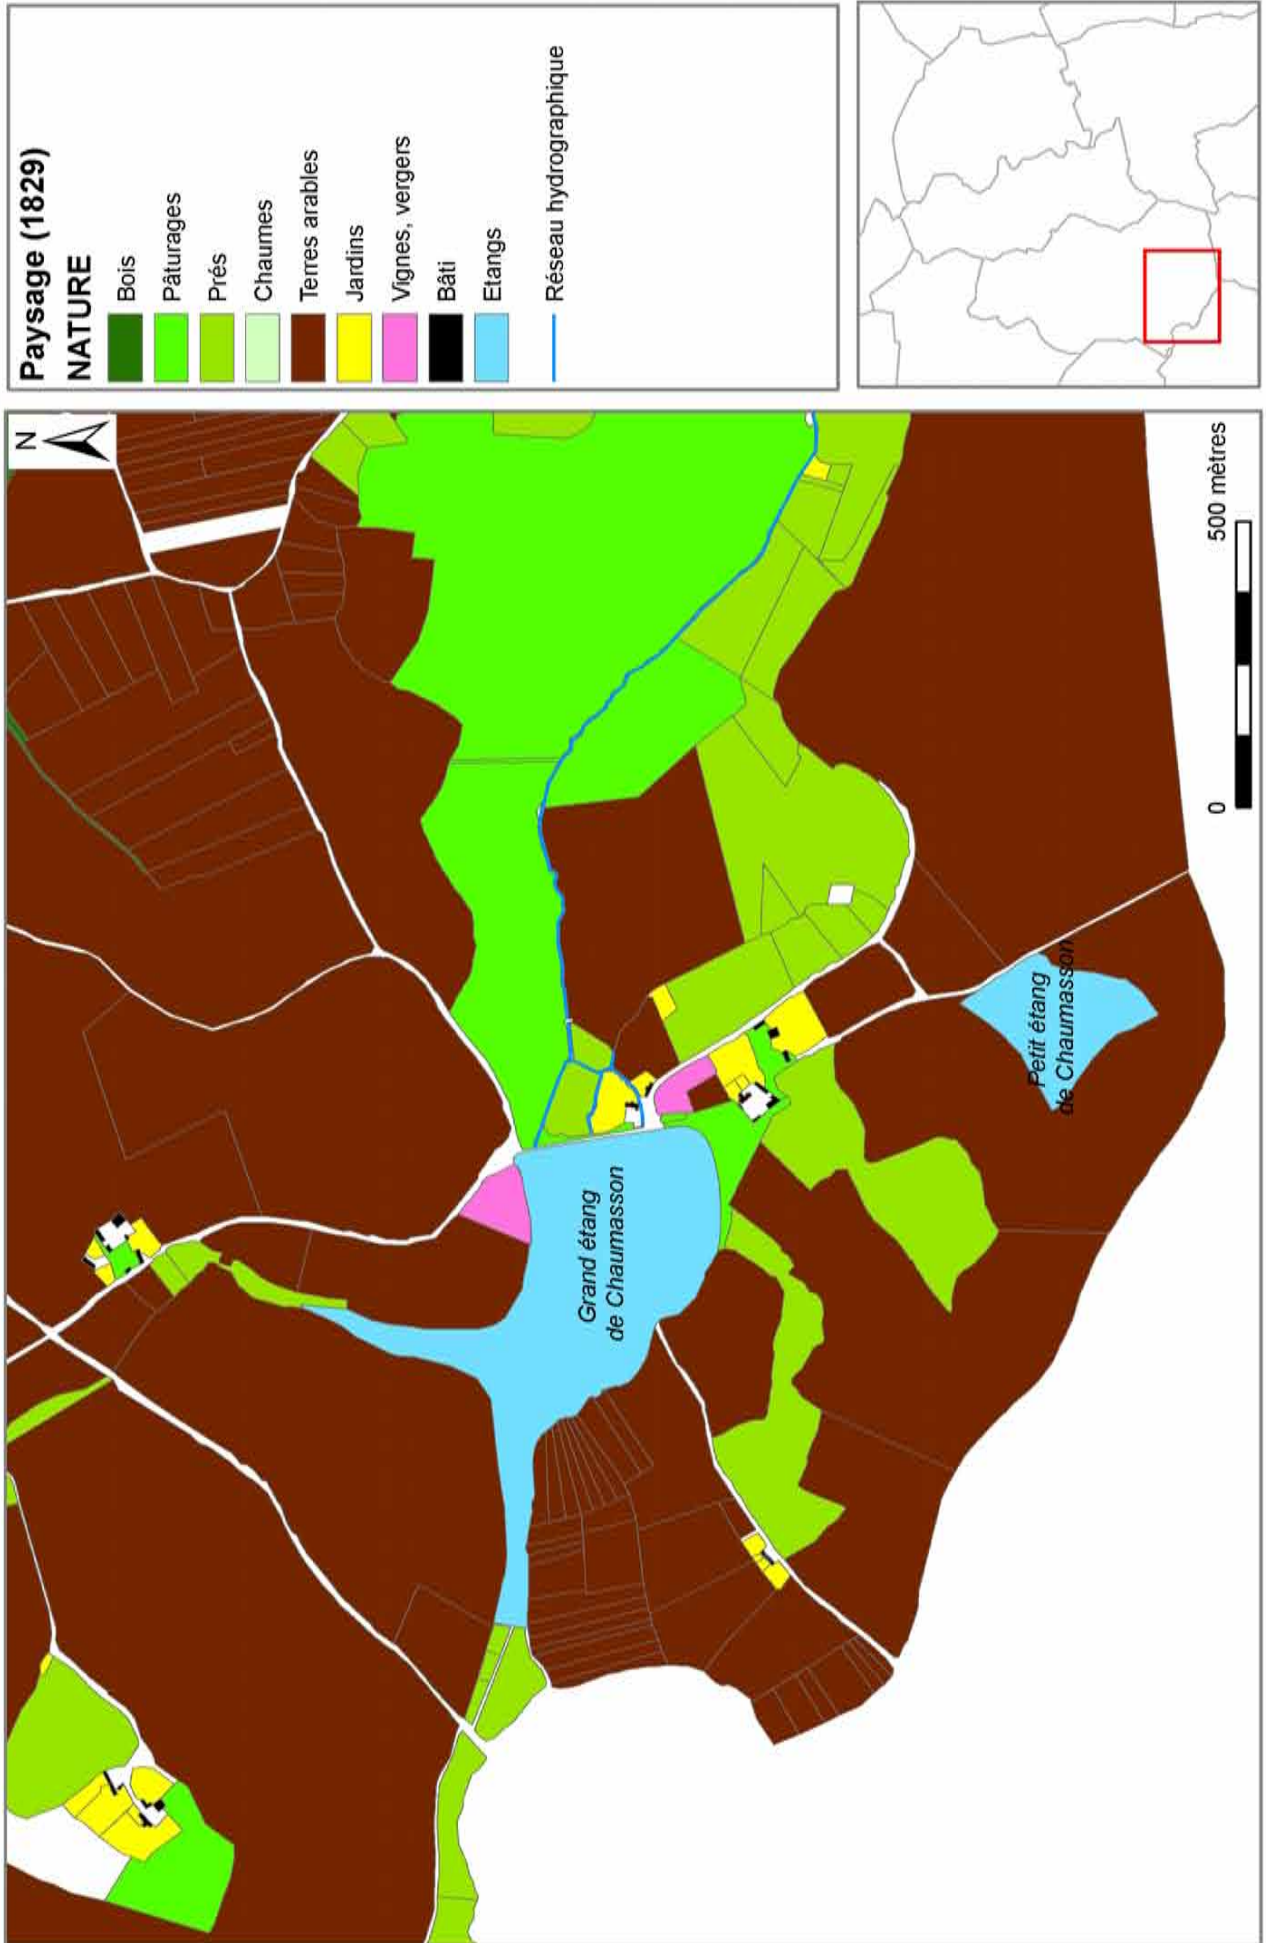 Paysage (1829)
NATURE
Bois
Pâturages
Prés
Chaumes
Terres arables
Jardins
Vignes, vergers
Bâti
Etangs
Réseau hydrographique
N
Grand étang
de Chaumasson
Petit étang
de Chaumasson
0
500 mètres